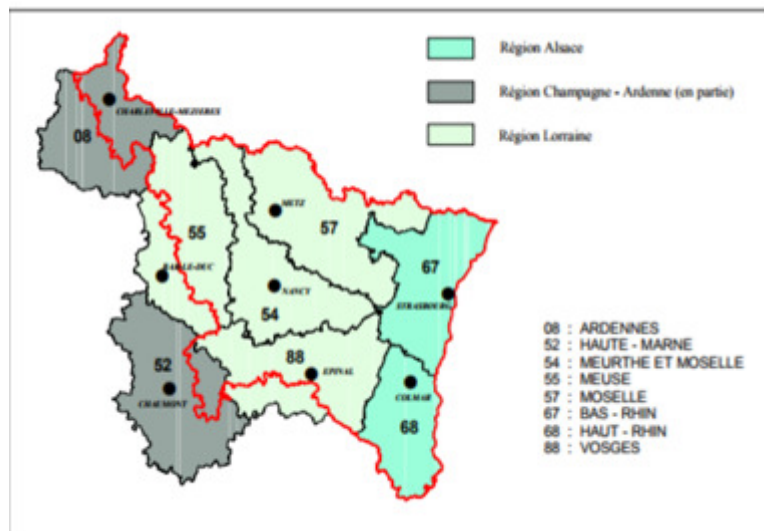 Région Alsace
Région Champagne - Ardenne (en partie)
Région Lorraine
CHARLEVILLE-MEZIERES
08
METZ
57
55
67
BAR-LE-DUC
NANCY
54
STRASBOURG
88
EPINAL
52
CHAUMONT
COLMAR
68
08 : ARDENNES
52 : HAUTE - MARNE
54 : MEURTHE ET MOSELLE
55 : MEUSE
57 : MOSELLE
67 : BAS - RHIN
68 : HAUT - RHIN
88 : VOSGES